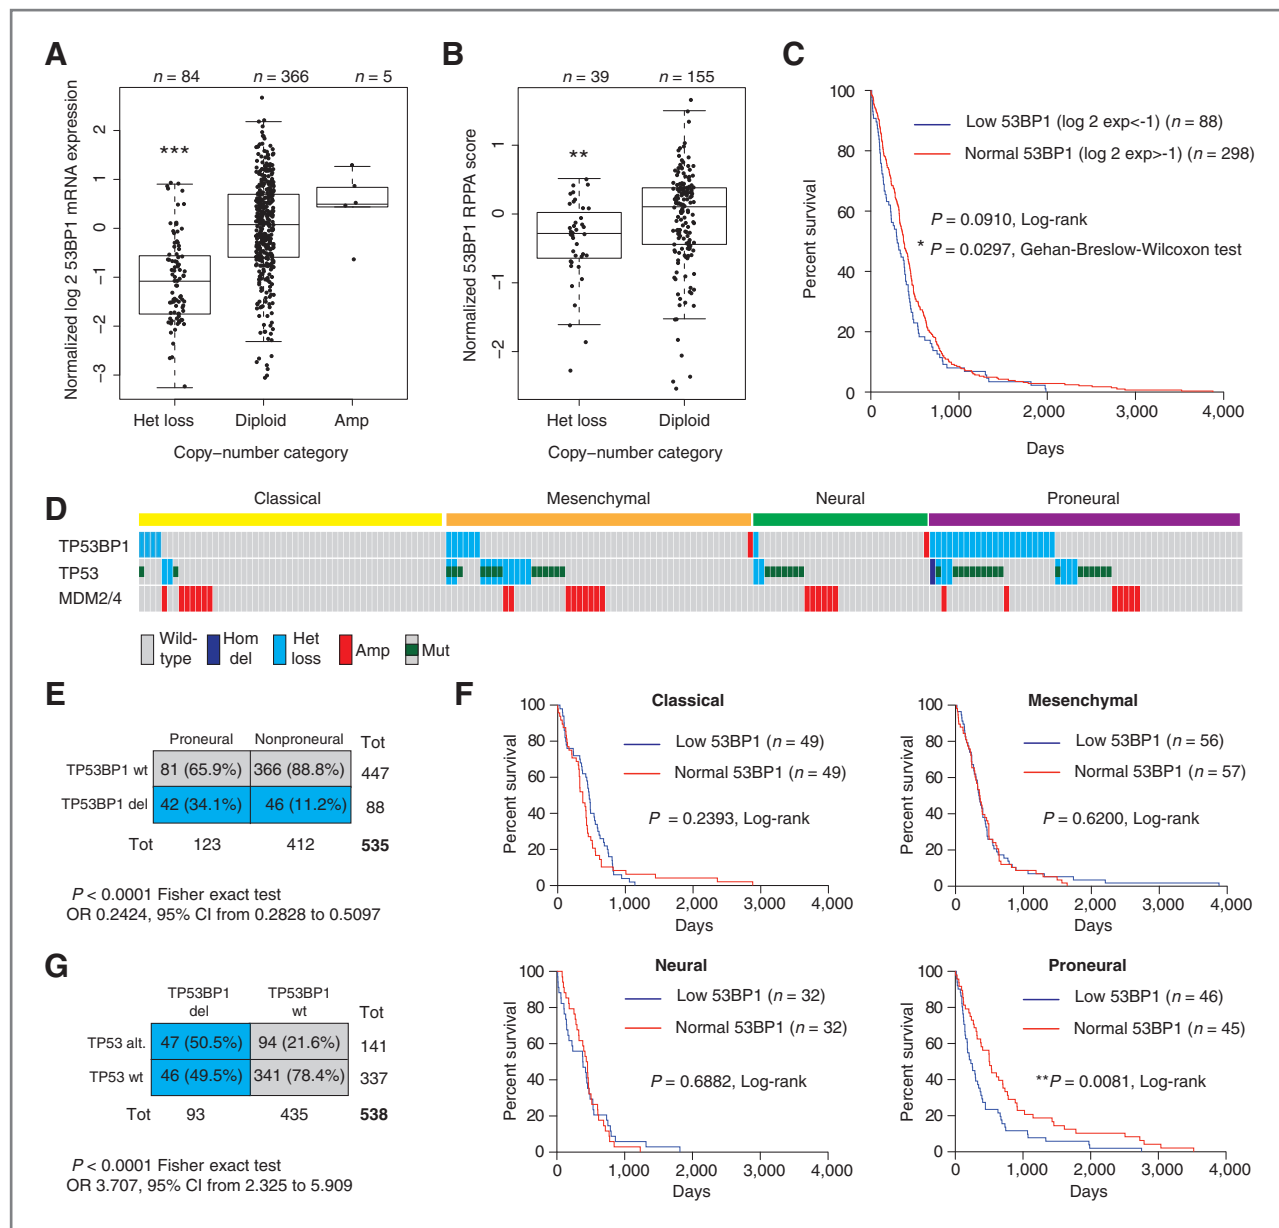 A
n = 84
n = 366
n = 5
Normalized log 2 53BP1 mRNA expression
2
1
0
-1
-2
-3
***
Het loss
Diploid
Amp
Copy–number category
B
n = 39
n = 155
Normalized 53BP1 RPPA score
1
0
-1
-2
**
Het loss
Diploid
Copy–number category
C
Percent survival
100
80
60
40
20
0
Low 53BP1 (log 2 exp<-1) (n = 88)
Normal 53BP1 (log 2 exp>-1) (n = 298)
P = 0.0910, Log-rank
* P = 0.0297, Gehan-Breslow-Wilcoxon test
0
1,000
2,000
3,000
4,000
Days
D
Classical
Mesenchymal
Neural
Proneural
TP53BP1
TP53
MDM2/4
Wild-
type
Hom
del
Het
loss
Amp
Mut
E
Proneural
Nonproneural
Tot
TP53BP1 wt
81 (65.9%)
366 (88.8%)
447
TP53BP1 del
42 (34.1%)
46 (11.2%)
88
Tot
123
412
535
P < 0.0001 Fisher exact test
OR 0.2424, 95% CI from 0.2828 to 0.5097
F
Classical
Percent survival
100
80
60
40
20
0
Low 53BP1 (n = 49)
Normal 53BP1 (n = 49)
P = 0.2393, Log-rank
0
1,000
2,000
3,000
4,000
Days
Mesenchymal
Percent survival
100
80
60
40
20
0
Low 53BP1 (n = 56)
Normal 53BP1 (n = 57)
P = 0.6200, Log-rank
0
1,000
2,000
3,000
4,000
Days
G
TP53BP1
del
TP53BP1
wt
Tot
TP53 alt.
47 (50.5%)
94 (21.6%)
141
TP53 wt
46 (49.5%)
341 (78.4%)
337
Tot
93
435
538
P < 0.0001 Fisher exact test
OR 3.707, 95% CI from 2.325 to 5.909
Neural
Percent survival
100
80
60
40
20
0
Low 53BP1 (n = 32)
Normal 53BP1 (n = 32)
P = 0.6882, Log-rank
0
1,000
2,000
3,000
4,000
Days
Proneural
Percent survival
100
80
60
40
20
0
Low 53BP1 (n = 46)
Normal 53BP1 (n = 45)
**P = 0.0081, Log-rank
0
1,000
2,000
3,000
4,000
Days